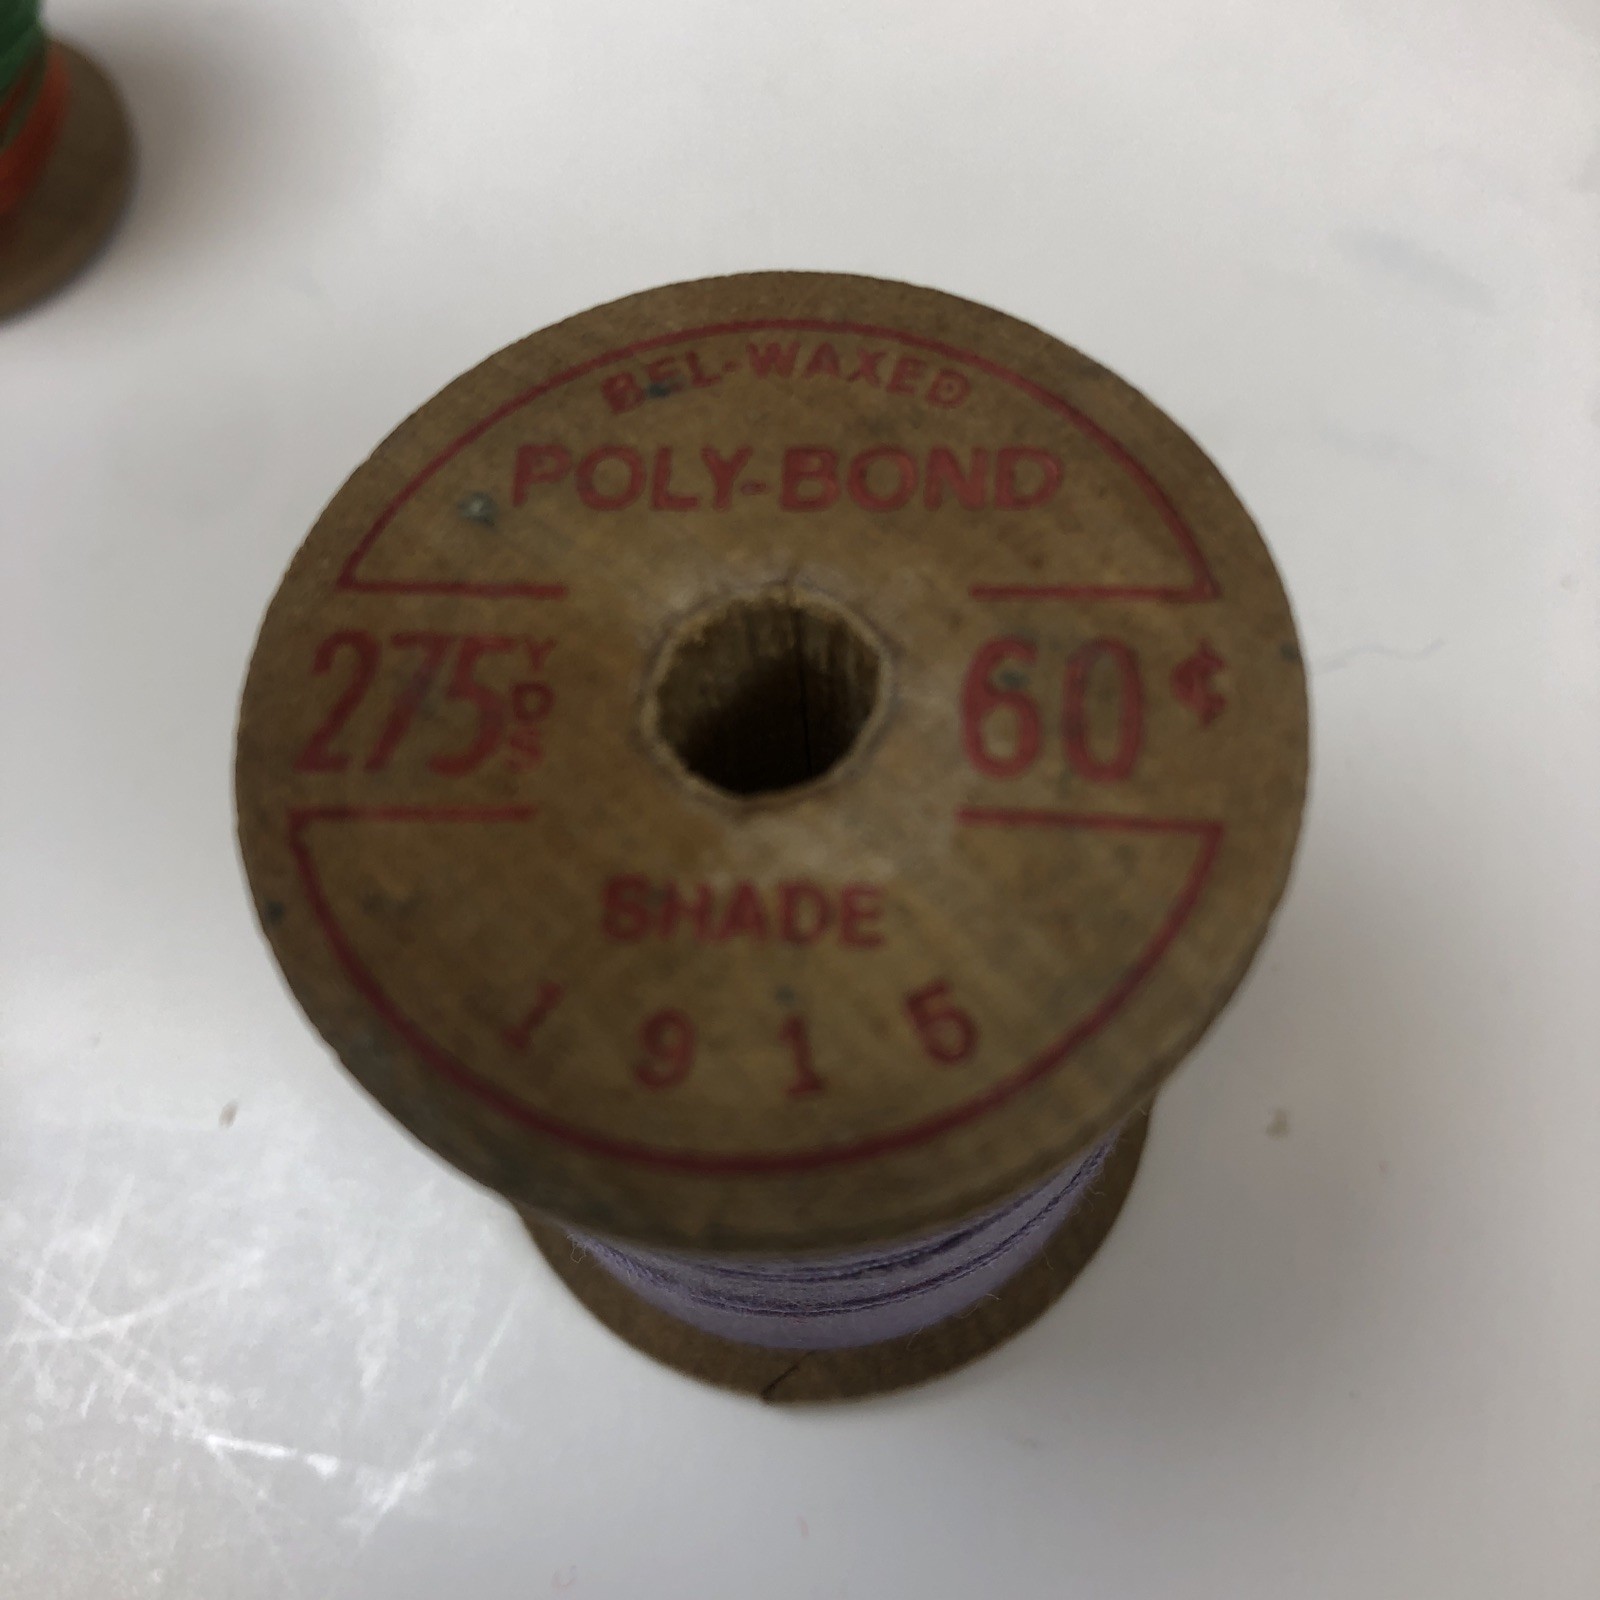 BEL-WAXED
POLY-BOND
275 YDS 60¢
SHADE
1915